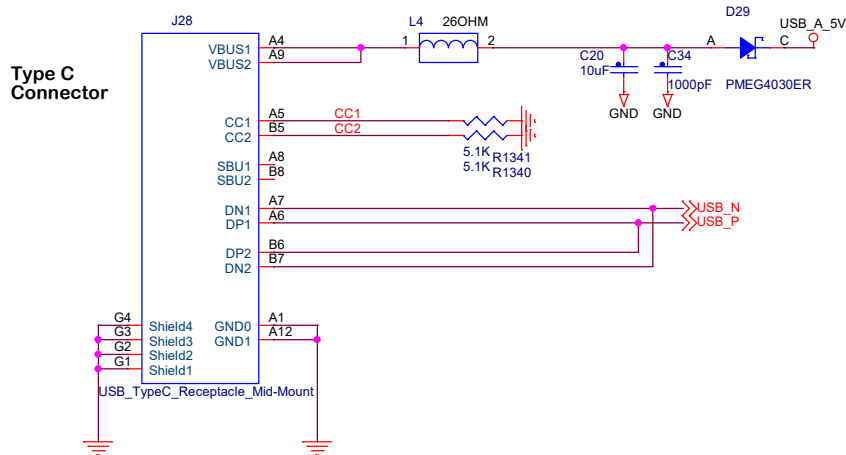 J28
L4 26OHM
D29
USB_A_5V
Type C
Connector
VBUS1 A4
VBUS2 A9
1 2
A C
C20
10uF
C34
1000pF
PMEG4030ER
GND GND
CC1 A5 CC1
CC2 B5 CC2
5.1K R1341
5.1K R1340
SBU1 A8
SBU2 B8
DN1 A7 USB_N
DP1 A6 USB_P
DP2 B6
DN2 B7
G4 Shield4 GND0 A1
G3 Shield3 GND1 A12
G2 Shield2
G1 Shield1
USB_TypeC_Receptacle_Mid-Mount